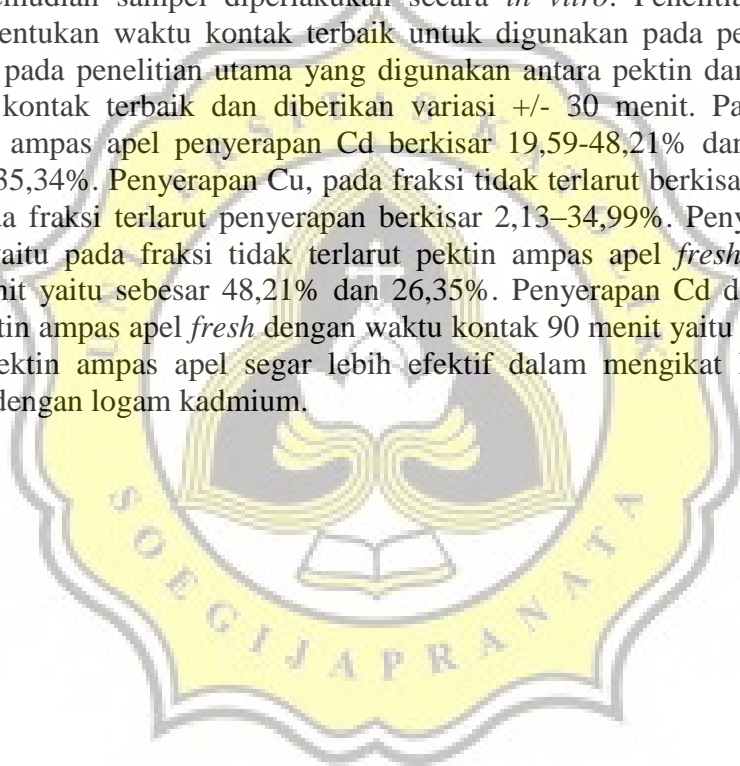 emudian sampel diperlakukan secara in vitro. Penelitia
entukan waktu kontak terbaik untuk digunakan pada pe
pada penelitian utama yang digunakan antara pektin dar
kontak terbaik dan diberikan variasi +/- 30 menit. Pa
ampas apel penyerapan Cd berkisar 19,59-48,21% dan
35,34%. Penyerapan Cu, pada fraksi tidak terlarut berkisa
a fraksi terlarut penyerapan berkisar 2,13–34,99%. Peny
yaitu pada fraksi tidak terlarut pektin ampas apel fresh
nit yaitu sebesar 48,21% dan 26,35%. Penyerapan Cd d
tin ampas apel fresh dengan waktu kontak 90 menit yaitu
ektin ampas apel segar lebih efektif dalam mengikat l
dengan logam kadmium.
UNIVERSITAS KATOLIK
SOEGIJAPRANATA